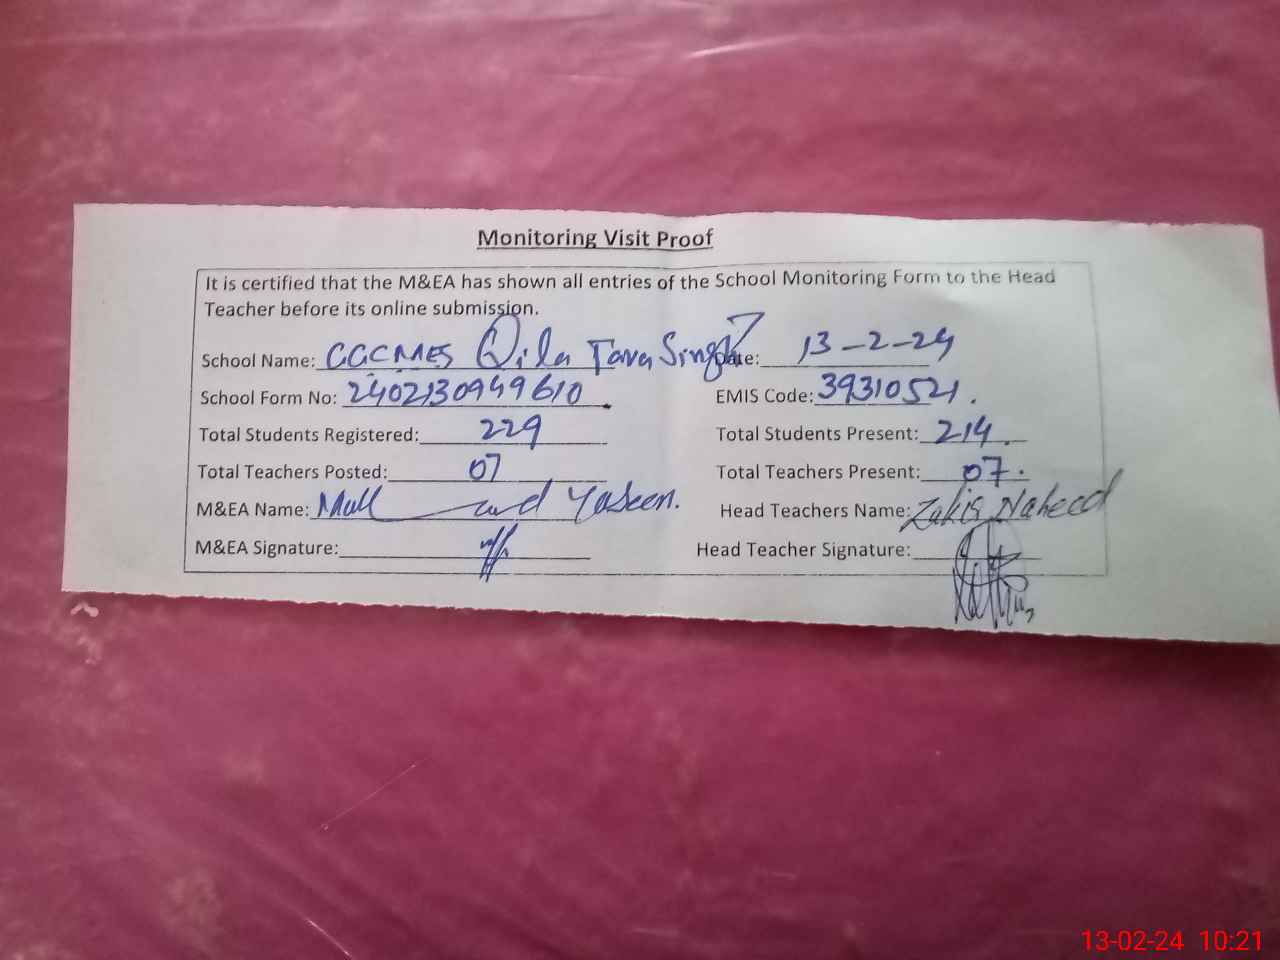 Monitoring Visit Proof
It is certified that the M&EA has shown all entries of the School Monitoring Form to the Head
Teacher before its online submission.
School Name: GGCMES Qila Tara Singh Date: 13-2-24
School Form No: 2402130949610 EMIS Code: 39310521.
Total Students Registered: 229 Total Students Present: 214.
Total Teachers Posted: 07 Total Teachers Present: 07.
M&EA Name: Yaseen. Head Teachers Name: Zakia Naheed
M&EA Signature: Head Teacher Signature:
13-02-24 10:21